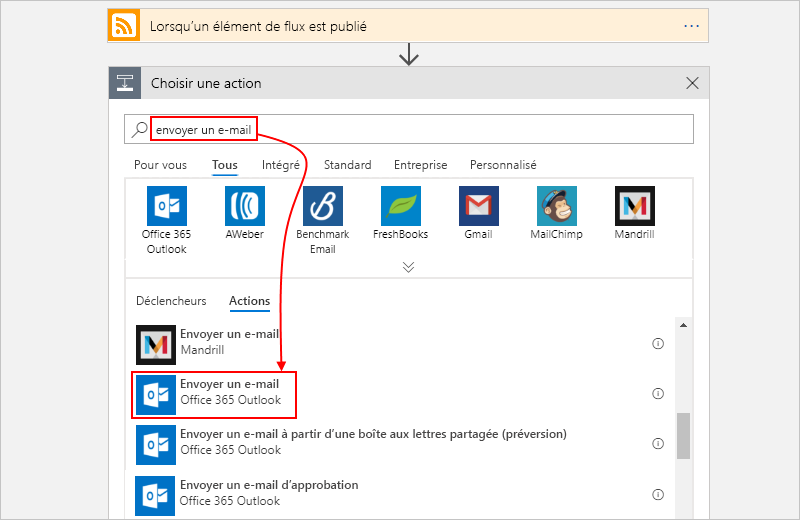 Lorsqu’un élément de flux est publié
Choisir une action
envoyer un e-mail
Pour vous Tous Intégré Standard Entreprise Personnalisé
Office 365 Outlook
AWeber
Benchmark Email
FreshBooks
Gmail
MailChimp
Mandrill
Déclencheurs Actions
Envoyer un e-mail
Mandrill
Envoyer un e-mail
Office 365 Outlook
Envoyer un e-mail à partir d’une boîte aux lettres partagée (préversion)
Office 365 Outlook
Envoyer un e-mail d’approbation
Office 365 Outlook